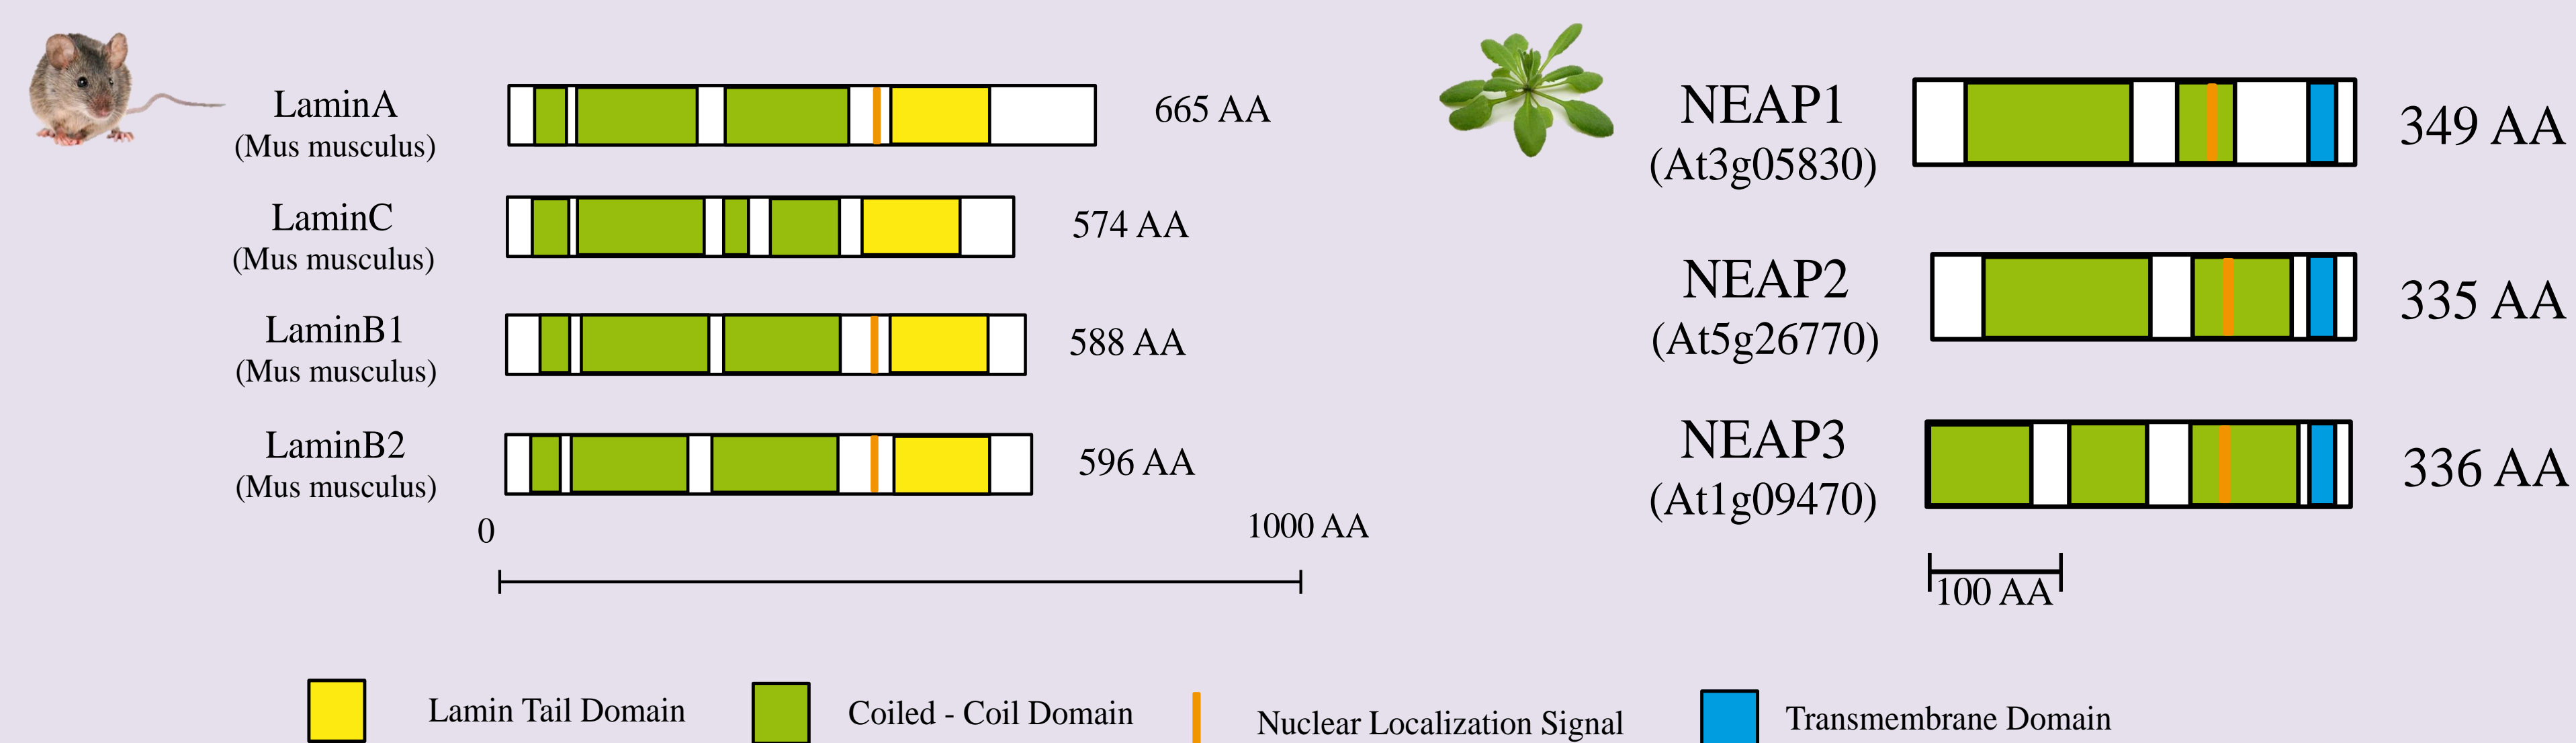 LaminA
(Mus musculus)
665 AA
LaminC
(Mus musculus)
574 AA
LaminB1
(Mus musculus)
588 AA
LaminB2
(Mus musculus)
596 AA
0
1000 AA
NEAP1
(At3g05830)
349 AA
NEAP2
(At5g26770)
335 AA
NEAP3
(At1g09470)
336 AA
100 AA
Lamin Tail Domain
Coiled - Coil Domain
Nuclear Localization Signal
Transmembrane Domain